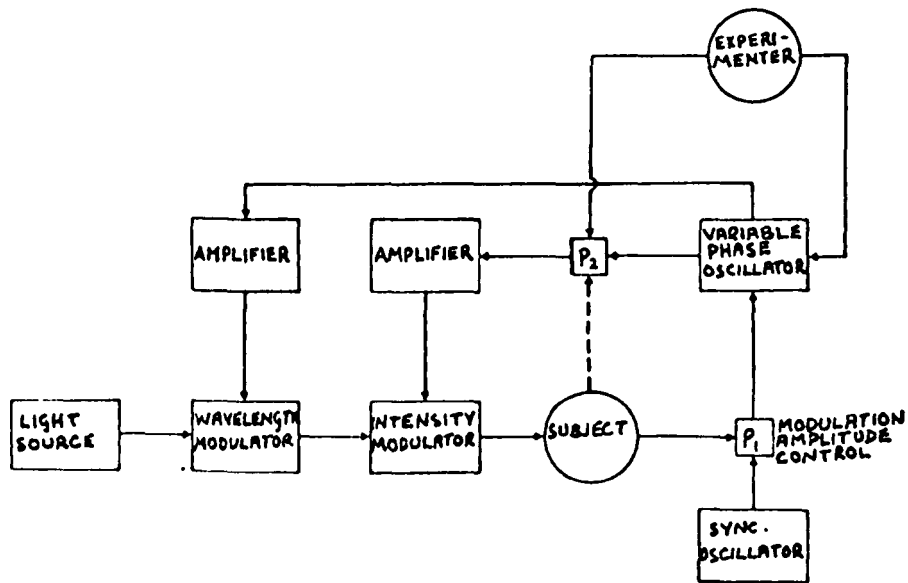 EXPERI-
MENTER
AMPLIFIER
AMPLIFIER
P2
VARIABLE
PHASE
OSCILLATOR
LIGHT
SOURCE
WAVELENGTH
MODULATOR
INTENSITY
MODULATOR
SUBJECT
P1
MODULATION
AMPLITUDE
CONTROL
SYNC.
OSCILLATOR